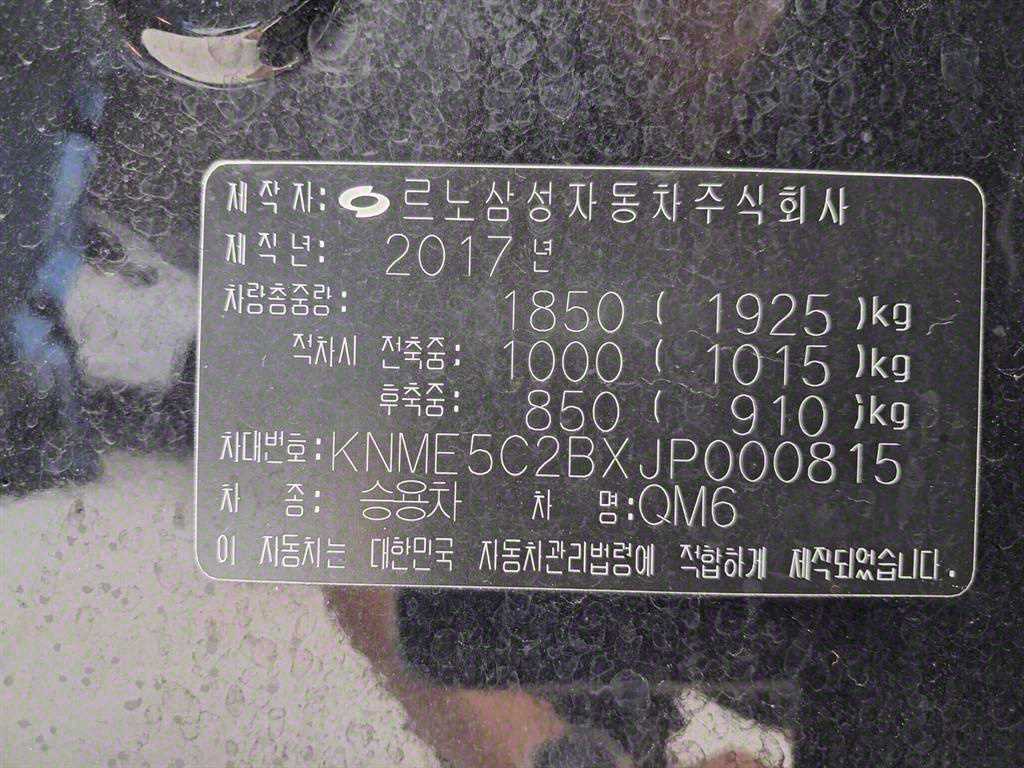 제작자: 르노삼성자동차주식회사
제작년: 2017 년
차량총중량: 1850 ( 1925 )kg
적차시 전축중: 1000 ( 1015 )kg
후축중: 850 ( 910 )kg
차대번호: KNME5C2BXJP000815
차 종: 승용차 차 명: QM6
이 자동차는 대한민국 자동차관리법령에 적합하게 제작되었습니다.